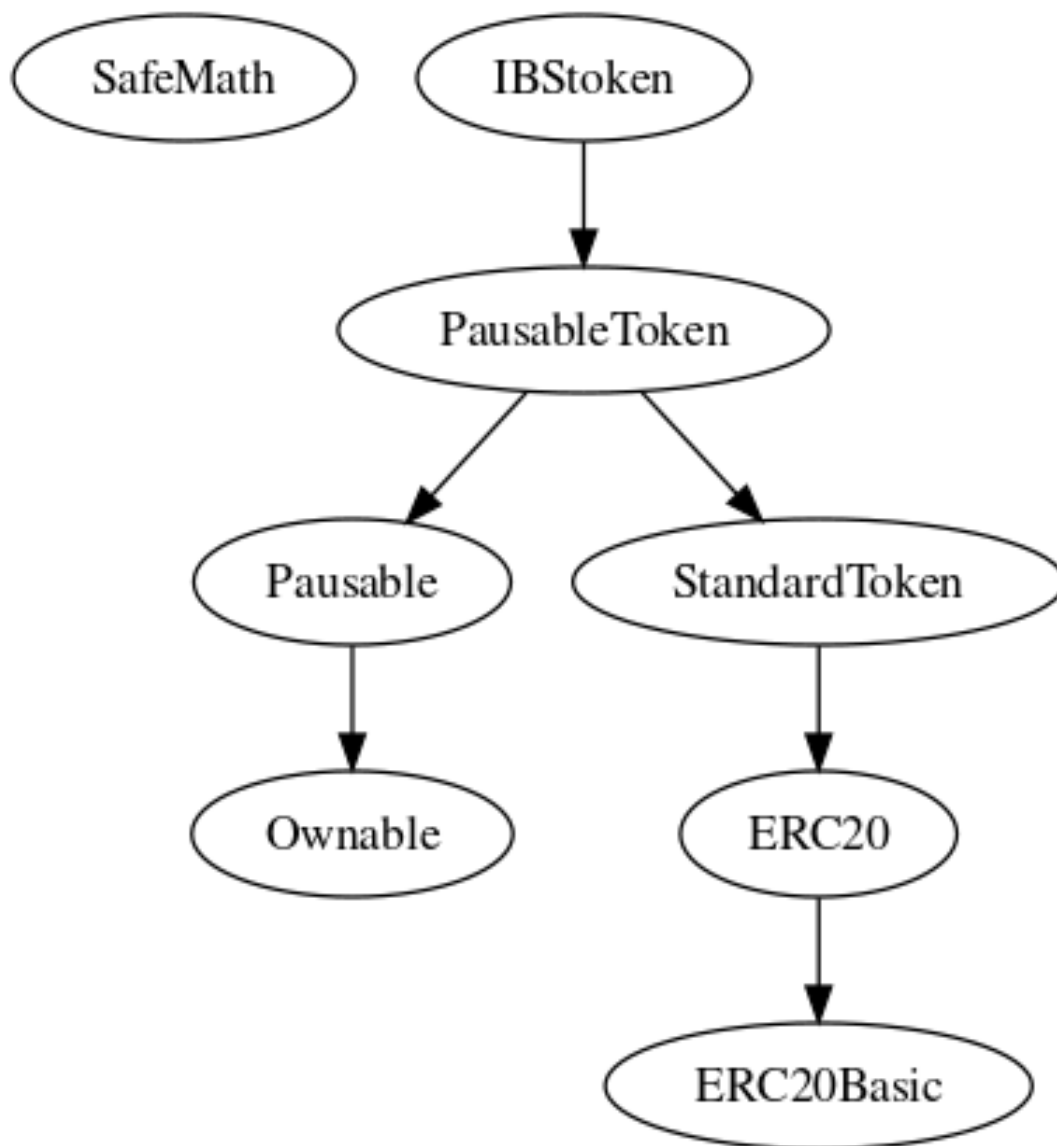 SafeMath
IBStoken
PausableToken
Pausable
StandardToken
Ownable
ERC20
ERC20Basic